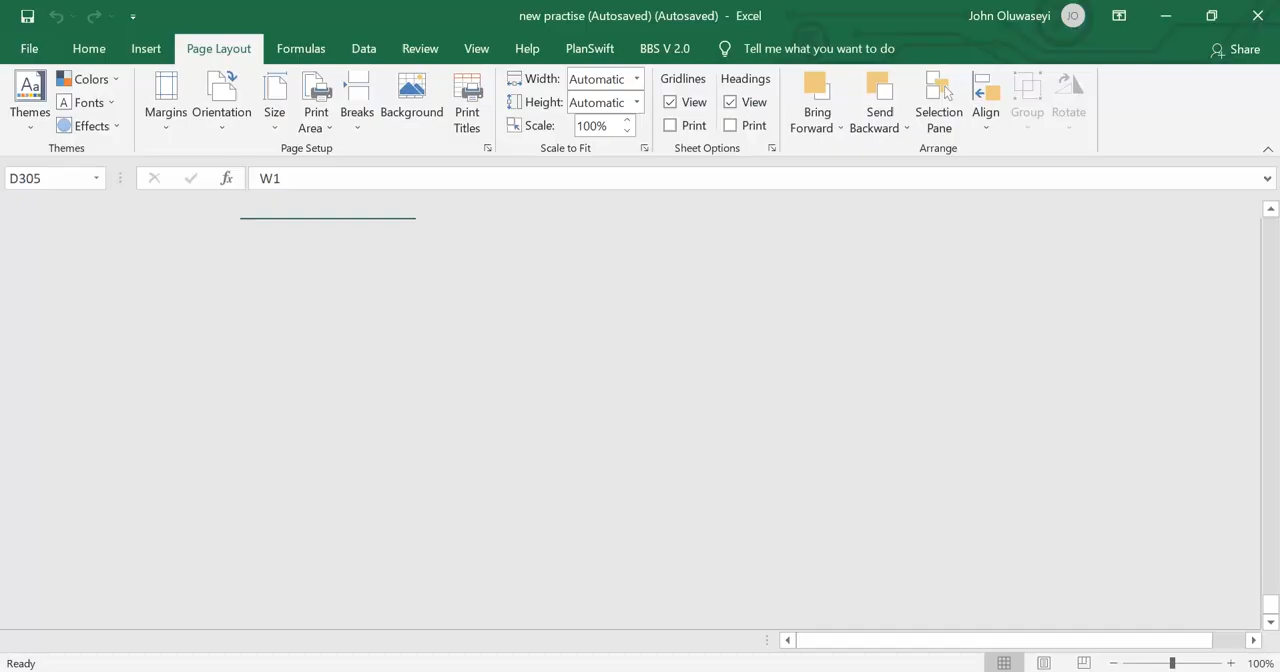 new practise (Autosaved) (Autosaved) - Excel
John Oluwaseyi
JO
File Home Insert Page Layout Formulas Data Review View Help PlanSwift BBS V 2.0 Tell me what you want to do Share
Aa
Themes
Colors
A Fonts
Effects
Themes
Margins
Orientation
Size
Print Area
Breaks
Background
Print Titles
Page Setup
Width: Automatic
Height: Automatic
Scale: 100%
Scale to Fit
Gridlines
View
Print
Headings
View
Print
Sheet Options
Bring Forward
Send Backward
Selection Pane
Align
Group
Rotate
Arrange
D305
fx
W1
Ready
100%